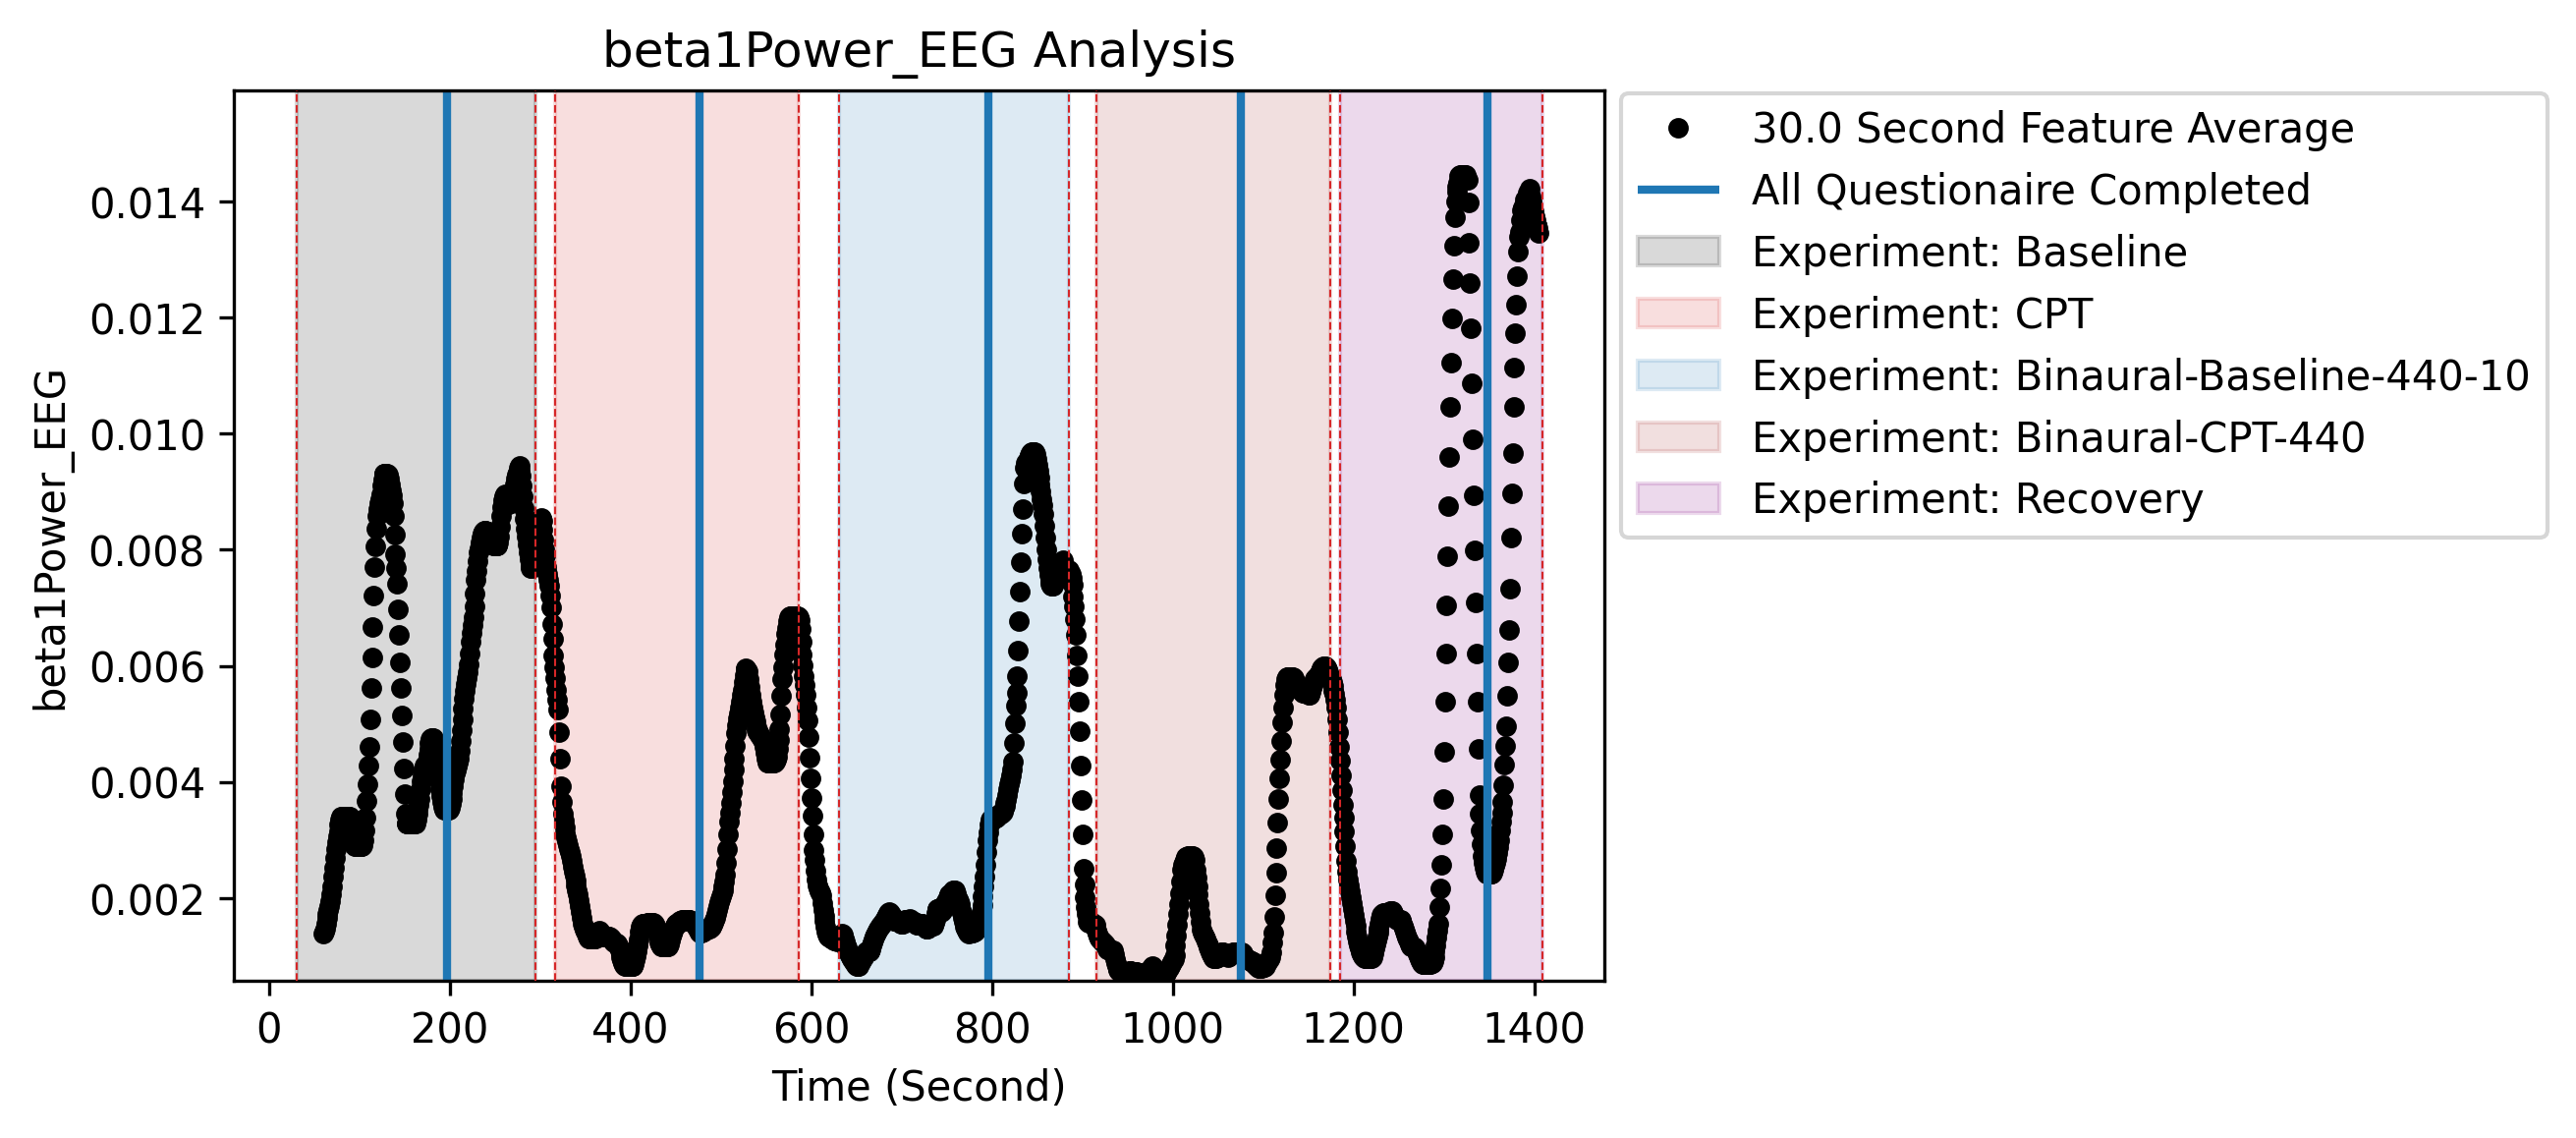 beta1Power_EEG Analysis
beta1Power_EEG
0.014
0.012
0.010
0.008
0.006
0.004
0.002
0 200 400 600 800 1000 1200 1400
Time (Second)
30.0 Second Feature Average
All Questionaire Completed
Experiment: Baseline
Experiment: CPT
Experiment: Binaural-Baseline-440-10
Experiment: Binaural-CPT-440
Experiment: Recovery